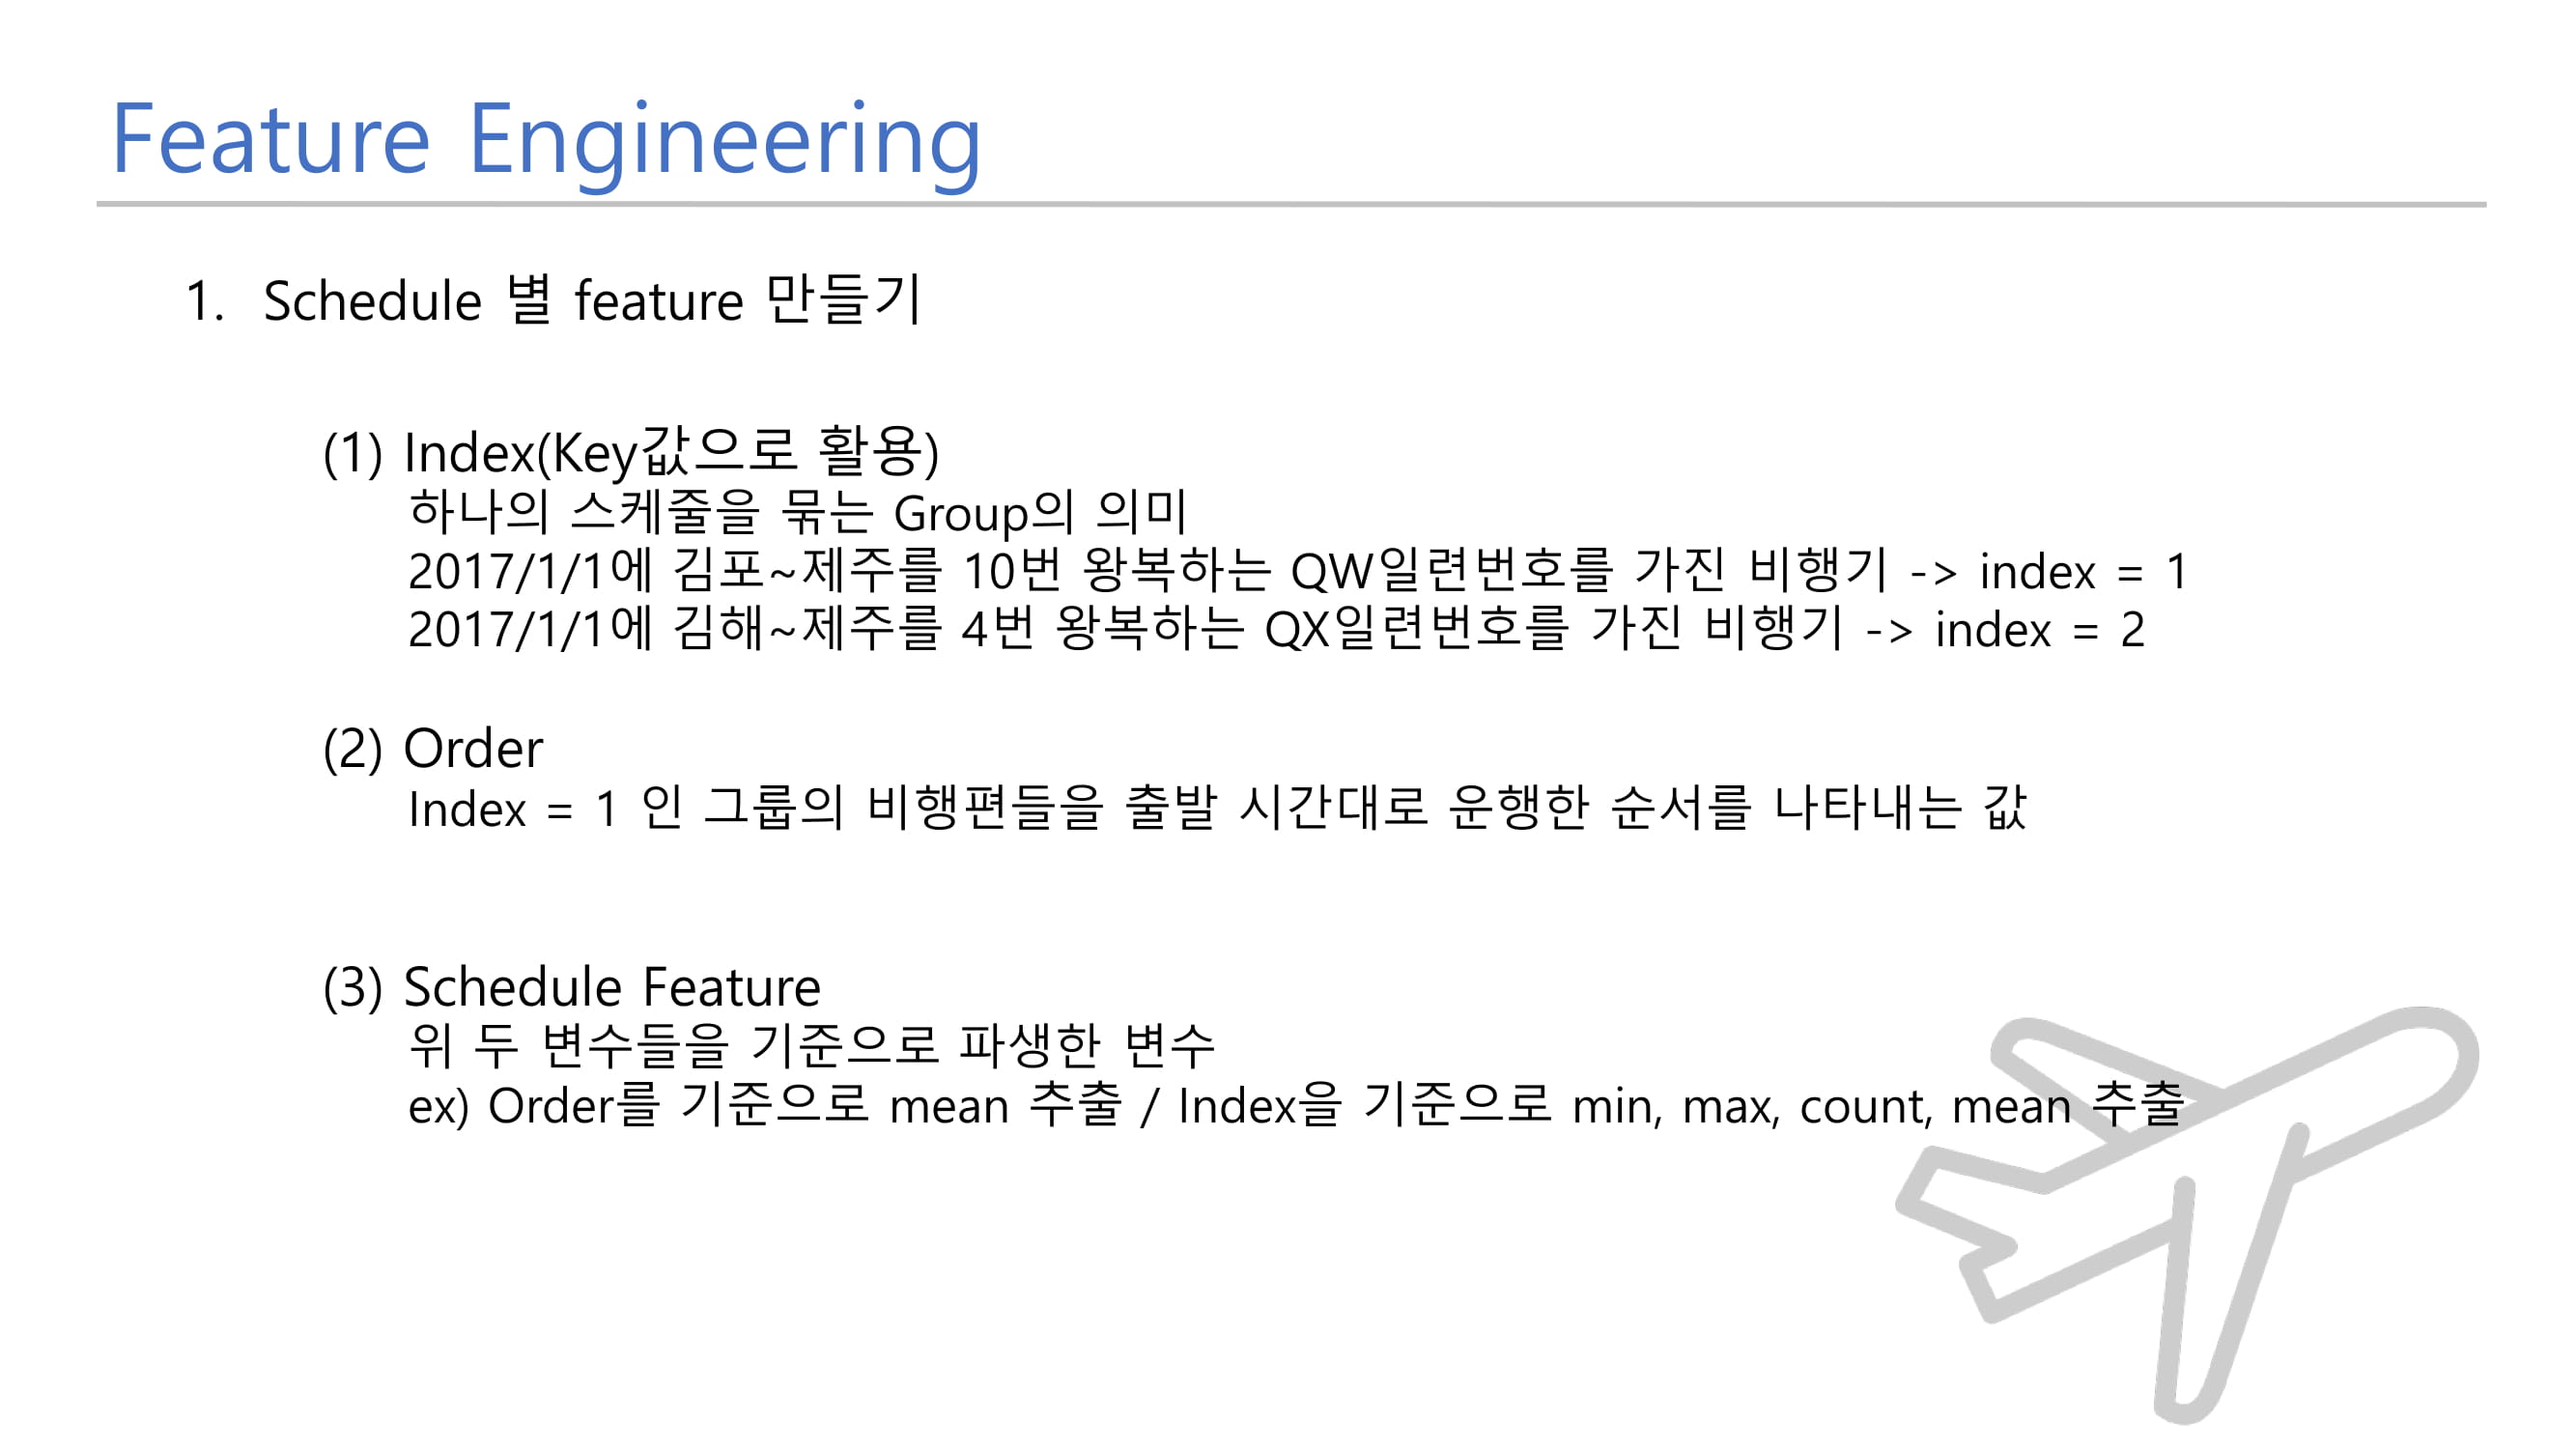 Feature Engineering
1. Schedule 별 feature 만들기
(1) Index(Key값으로 활용)
하나의 스케줄을 묶는 Group의 의미
2017/1/1에 김포~제주를 10번 왕복하는 QW일련번호를 가진 비행기 -> index = 1
2017/1/1에 김해~제주를 4번 왕복하는 QX일련번호를 가진 비행기 -> index = 2
(2) Order
Index = 1 인 그룹의 비행편들을 출발 시간대로 운행한 순서를 나타내는 값
(3) Schedule Feature
위 두 변수들을 기준으로 파생한 변수
ex) Order를 기준으로 mean 추출 / Index을 기준으로 min, max, count, mean 추출